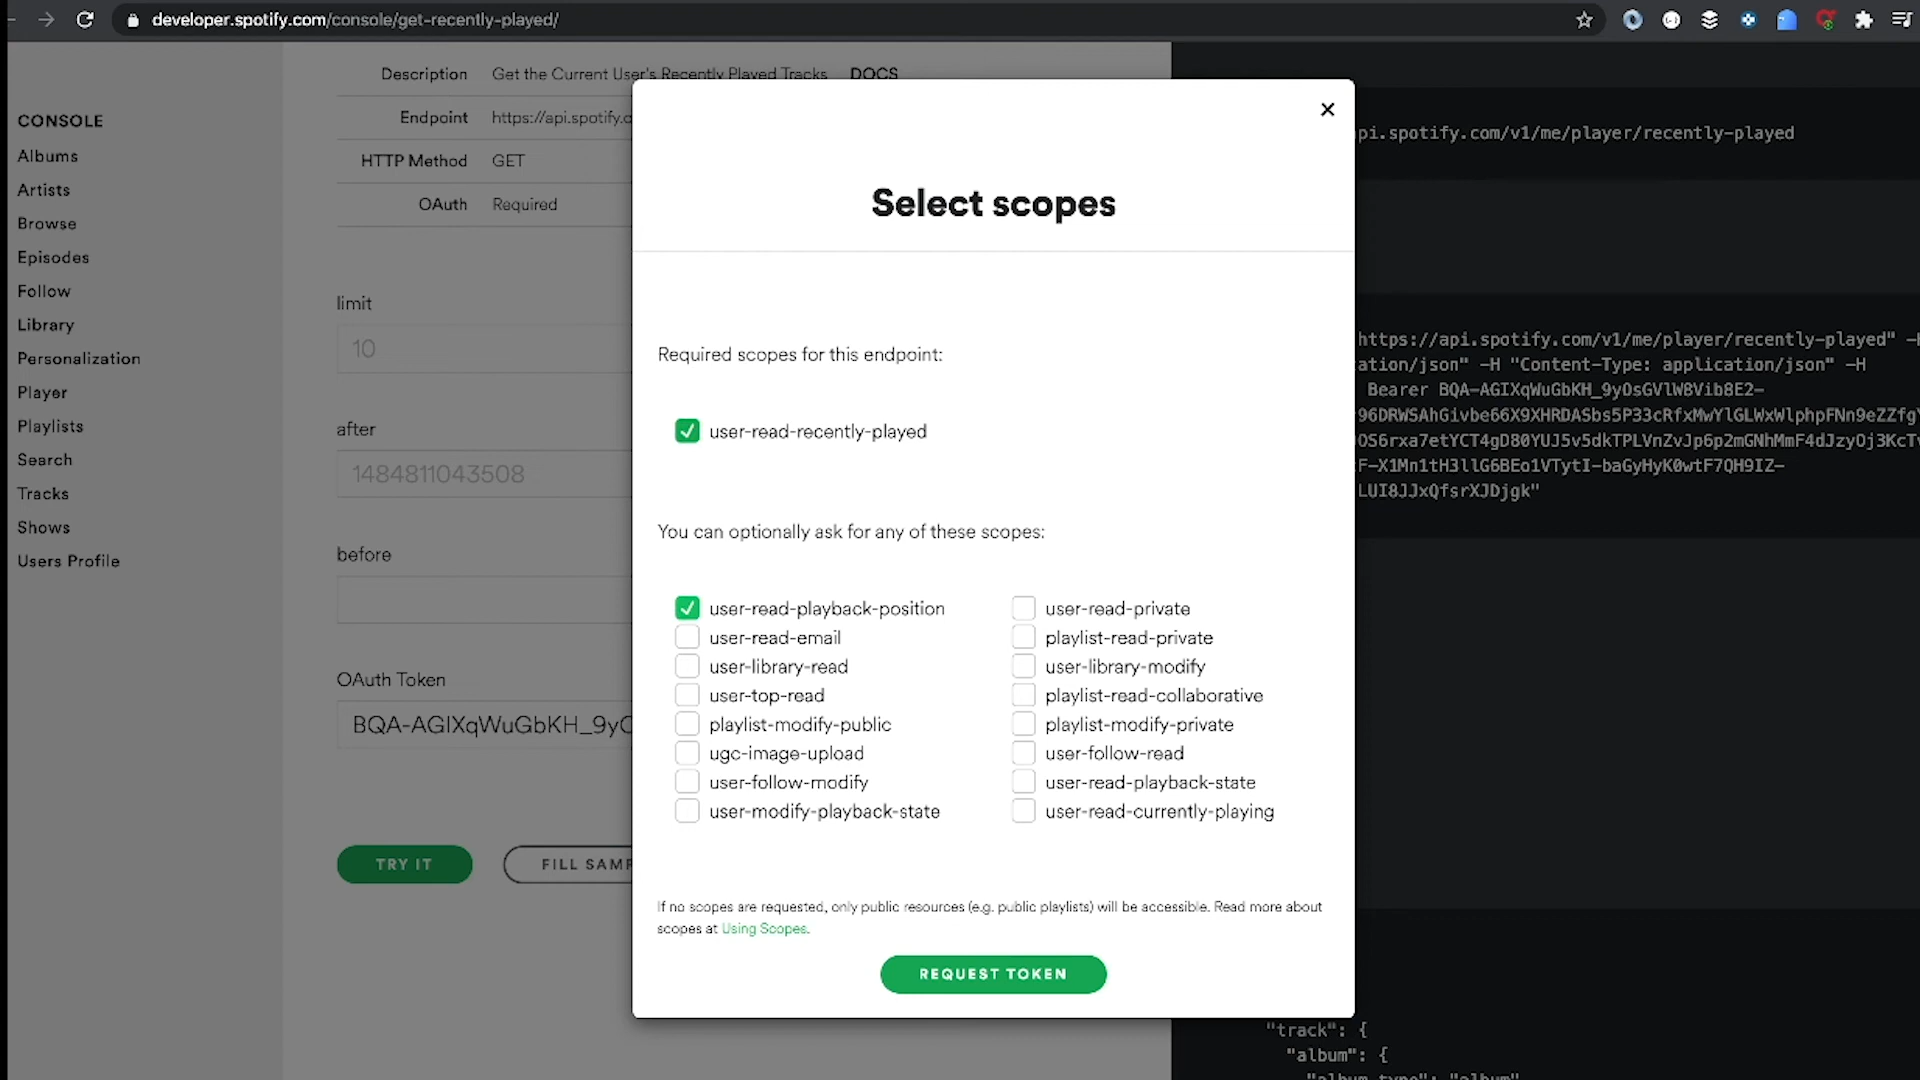 developer.spotify.com/console/get-recently-played/
CONSOLE
Albums
Artists
Browse
Episodes
Follow
Library
Personalization
Player
Playlists
Search
Tracks
Shows
Users Profile
Description Get the Current User's Recently Played Tracks DOCS
Endpoint https://api.spotify.c
HTTP Method GET
OAuth Required
limit
10
after
1484811043508
before
OAuth Token
BQA-AGIXqWuGbKH_9yO
TRY IT
FILL SAMP
Select scopes
Required scopes for this endpoint:
user-read-recently-played
You can optionally ask for any of these scopes:
user-read-playback-position user-read-private
user-read-email playlist-read-private
user-library-read user-library-modify
user-top-read playlist-read-collaborative
playlist-modify-public playlist-modify-private
ugc-image-upload user-follow-read
user-follow-modify user-read-playback-state
user-modify-playback-state user-read-currently-playing
If no scopes are requested, only public resources (e.g. public playlists) will be accessible. Read more about
scopes at Using Scopes.
REQUEST TOKEN
pi.spotify.com/v1/me/player/recently-played
https://api.spotify.com/v1/me/player/recently-played" -H
ation/json" -H "Content-Type: application/json" -H
Bearer BQA-AGIXqWuGbKH_9yOsGVlW8Vib8E2-
96DRWSAhGivbe66X9XHRDASbs5P33cRfxMwYlGLWxWlphpFNn9eZZfg
OS6rxa7etYCT4gD80YUJ5v5dkTPLVnZvJp6p2mGNhMmF4dJzyOj3KcT
F-X1Mn1tH3llG6BEo1VTytI-baGyHyK0wtF7QH9IZ-
LUI8JJxQfsrXJDjgk"
"track": {
"album": {
"album_type": "album"